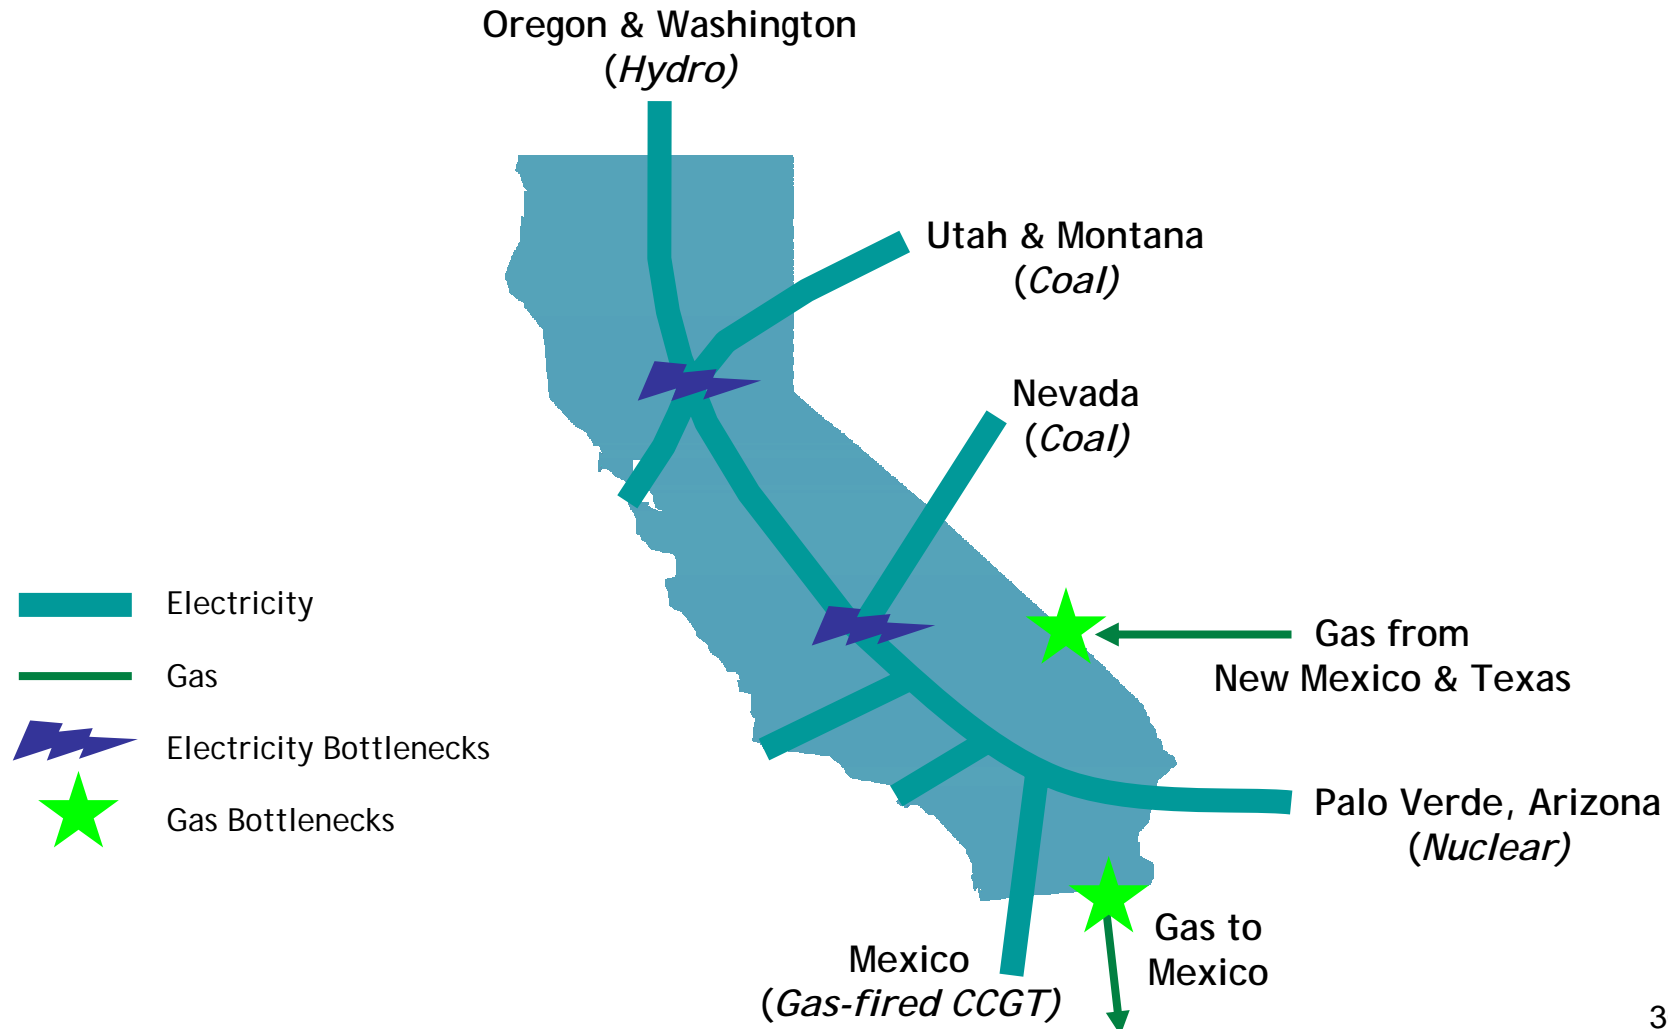 Oregon & Washington
(Hydro)
Utah & Montana
(Coal)
Nevada
(Coal)
Electricity
Gas
Electricity Bottlenecks
Gas Bottlenecks
Gas from
New Mexico & Texas
Palo Verde, Arizona
(Nuclear)
Gas to
Mexico
Mexico
(Gas-fired CCGT)
3